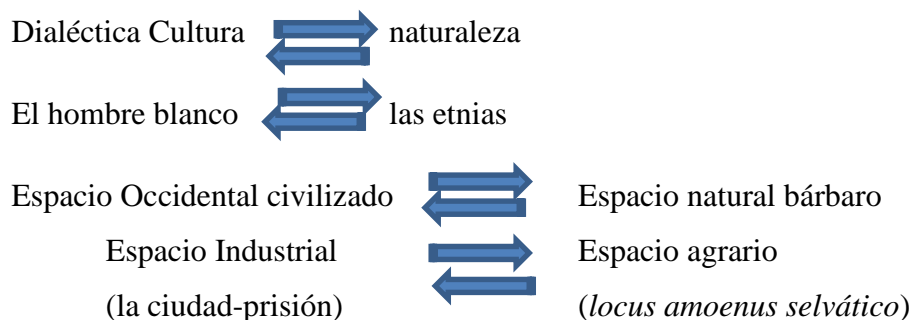 Dialéctica Cultura naturaleza
El hombre blanco las etnias
Espacio Occidental civilizado Espacio natural bárbaro
Espacio Industrial Espacio agrario
(la ciudad-prisión) (locus amoenus selvático)